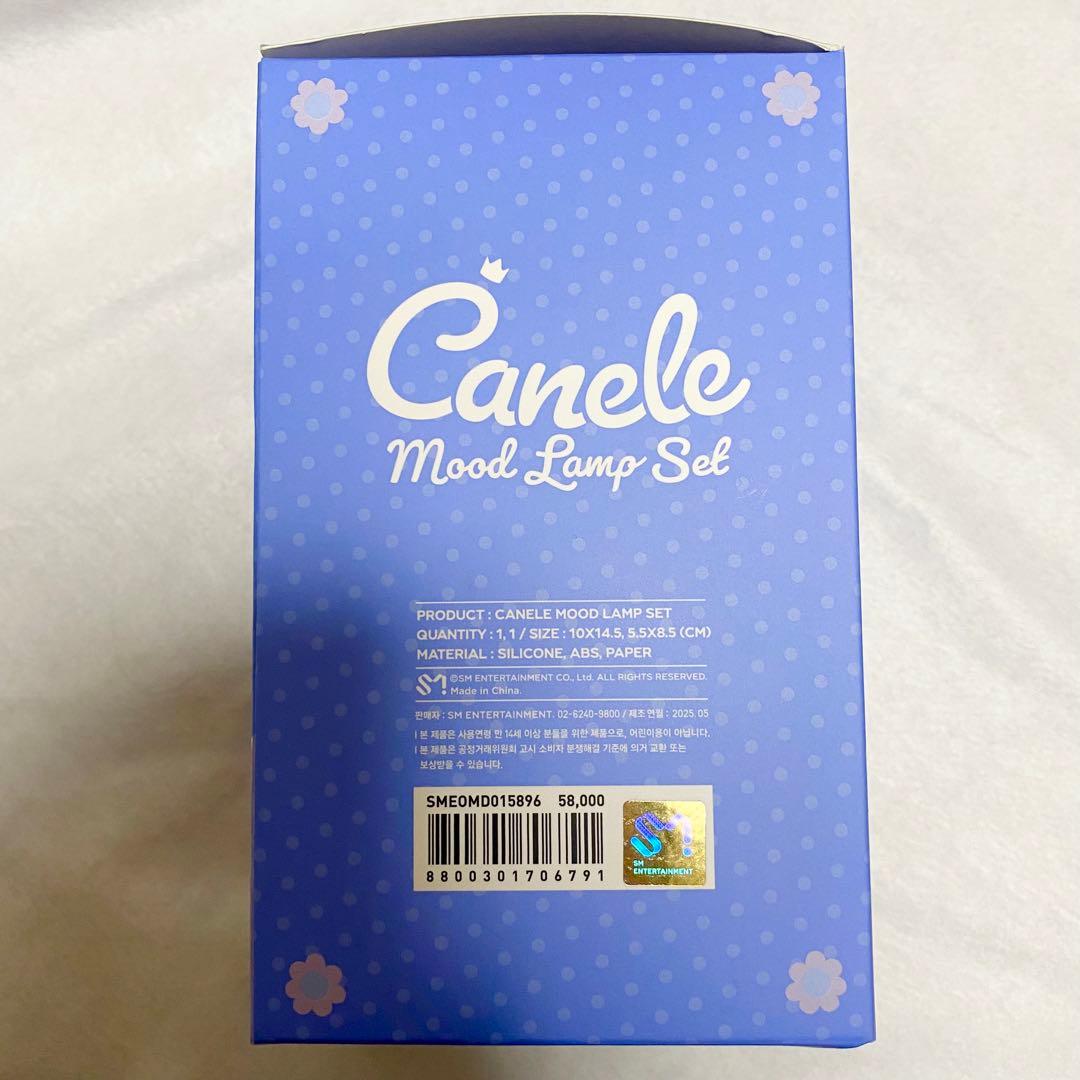 Canele
Mood Lamp Set
PRODUCT : CANELE MOOD LAMP SET
QUANTITY : 1, 1 / SIZE : 10X14.5, 5.5X8.5 (CM)
MATERIAL : SILICONE, ABS, PAPER
SM ©SM ENTERTAINMENT CO., Ltd. ALL RIGHTS RESERVED.
Made in China.
판매자 : SM ENTERTAINMENT. 02-6240-9800 / 제조 연월 : 2025. 05
| 본 제품은 사용연령 만 14세 이상 분들을 위한 제품으로, 어린이용이 아닙니다.
| 본 제품은 공정거래위원회 고시 소비자 분쟁해결 기준에 의거 교환 또는
보상받을 수 있습니다.
SMEOMD015896 58,000
8800301706791
SM
SM
ENTERTAINMENT